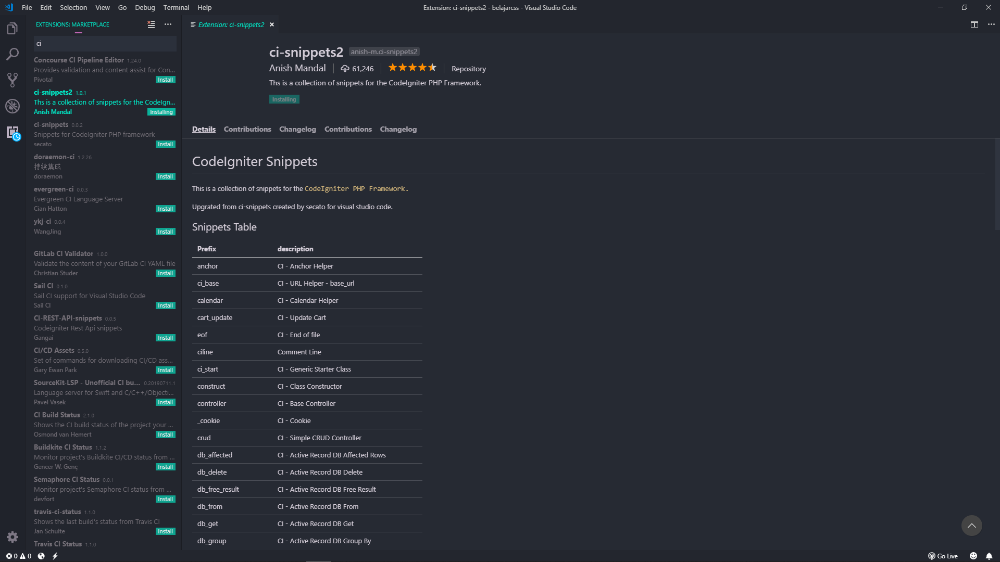 File Edit Selection View Go Debug Terminal Help
Extension: ci-snippets2 - belajarcss - Visual Studio Code
EXTENSIONS: MARKETPLACE
ci
Concourse CI Pipeline Editor 1.24.0
Provides validation and content assist for Con...
Pivotal Install
ci-snippets2 1.0.1
Ths is a collection of snippets for the CodeIgn...
Anish Mandal Installing
ci-snippets 0.0.2
Snippets for CodeIgniter PHP framework
secato Install
doraemon-ci 1.2.26
持续集成
doraemon Install
evergreen-ci 0.0.3
Evergreen CI Language Server
Cian Hatton Install
ykj-ci 0.0.4
WangJing Install
GitLab CI Validator 1.0.0
Validate the content of your GitLab CI YAML file
Christian Studer Install
Sail CI 0.1.0
Sail CI support for Visual Studio Code
Sail CI Install
CI-REST-API-snippets 0.0.5
Codeigniter Rest Api snippets
Gangai Install
CI/CD Assets 0.5.0
Set of commands for downloading CI/CD ass...
Gary Ewan Park Install
SourceKit-LSP - Unofficial CI bu... 0.20190711.1
Language server for Swift and C/C++/Objecti...
Pavel Vasek Install
CI Build Status 2.1.0
Shows the CI build status of the project your ...
Osmond van Hemert Install
Buildkite CI Status 1.1.2
Monitor project's Buildkite CI/CD status from ...
Gencer W. Genç Install
Semaphore CI Status 0.0.1
Monitor project's Semaphore CI status from ...
devfort Install
travis-ci-status 1.1.0
Shows the last build's status from Travis CI
Jan Schulte Install
Travis CI Status 1.1.0
Extension: ci-snippets2
ci-snippets2 anish-m.ci-snippets2
Anish Mandal 61,246 Repository
Ths is a collection of snippets for the CodeIgniter PHP Framework.
Installing
Details Contributions Changelog Contributions Changelog
CodeIgniter Snippets
This is a collection of snippets for the CodeIgniter PHP Framework.
Upgrated from ci-snippets created by secato for visual studio code.
Snippets Table
Prefix description
anchor CI - Anchor Helper
ci_base CI - URL Helper - base_url
calendar CI - Calendar Helper
cart_update CI - Update Cart
eof CI - End of file
ciline Comment Line
ci_start CI - Generic Starter Class
construct CI - Class Constructor
controller CI - Base Controller
_cookie CI - Cookie
crud CI - Simple CRUD Controller
db_affected CI - Active Record DB Affected Rows
db_delete CI - Active Record DB Delete
db_free_result CI - Active Record DB Free Result
db_from CI - Active Record DB From
db_get CI - Active Record DB Get
db_group CI - Active Record DB Group By
0 0 Go Live